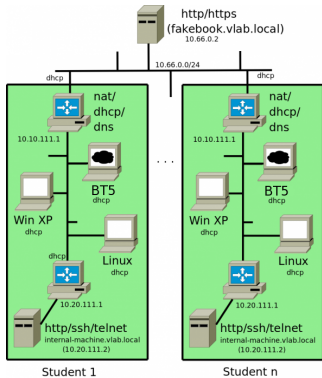 http/https
(fakebook.vlab.local)
10.66.0.2
10.66.0.0/24
dhcp
nat/
dhcp/
dns
10.10.111.1
BT5
dhcp
Win XP
dhcp
Linux
dhcp
dhcp
10.20.111.1
http/ssh/telnet
internal-machine.vlab.local
(10.20.111.2)
Student 1
. . .
dhcp
nat/
dhcp/
dns
10.10.111.1
BT5
dhcp
Win XP
dhcp
Linux
dhcp
10.20.111.1
http/ssh/telnet
internal-machine.vlab.local
(10.20.111.2)
Student n